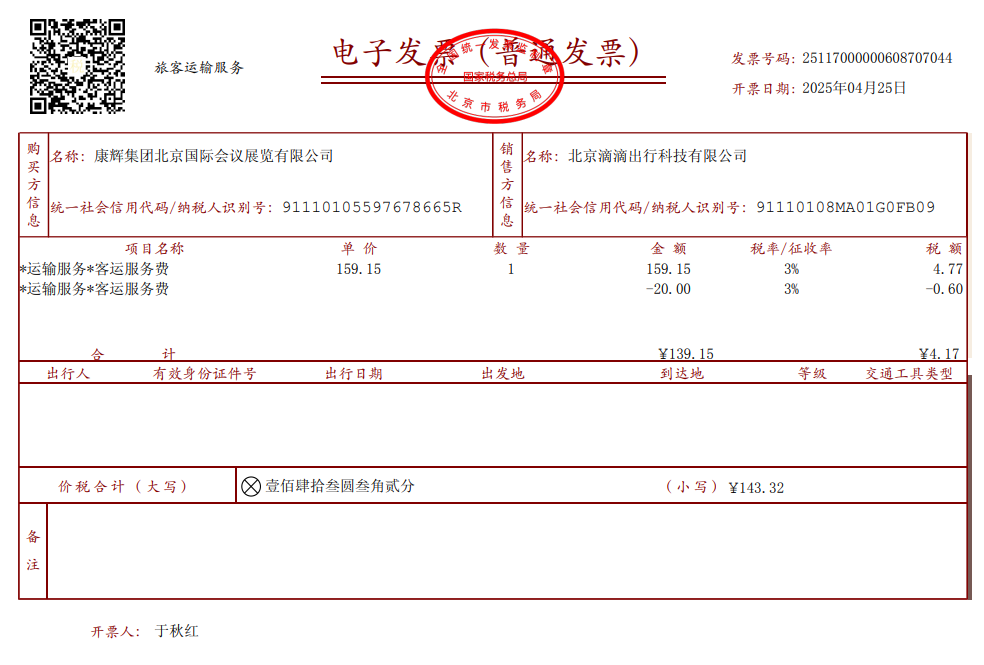 旅客运输服务
电子发票（普通发票）
全国统一发票监制章
国家税务总局
北京市税务局
发票号码：25117000000608707044
开票日期：2025年04月25日
购买方信息
名称：康辉集团北京国际会议展览有限公司
统一社会信用代码/纳税人识别号：91110105597678665R
销售方信息
名称：北京滴滴出行科技有限公司
统一社会信用代码/纳税人识别号：91110108MA01G0FB09
项目名称 单价 数量 金额 税率/征收率 税额
*运输服务*客运服务费 159.15 1 159.15 3% 4.77
*运输服务*客运服务费 -20.00 3% -0.60
合计 ¥139.15 ¥4.17
出行人 有效身份证件号 出行日期 出发地 到达地 等级 交通工具类型
价税合计（大写） ⊗壹佰肆拾叁圆叁角贰分 （小写）¥143.32
备注
开票人：于秋红